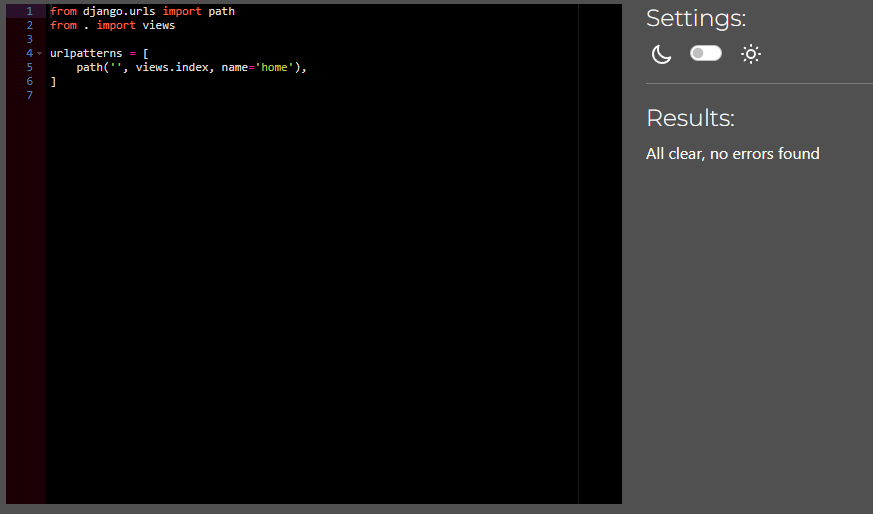 1 from django.urls import path
2 from . import views
3
4 urlpatterns = [
5     path('', views.index, name='home'),
6 ]
7
Settings:
Results:
All clear, no errors found